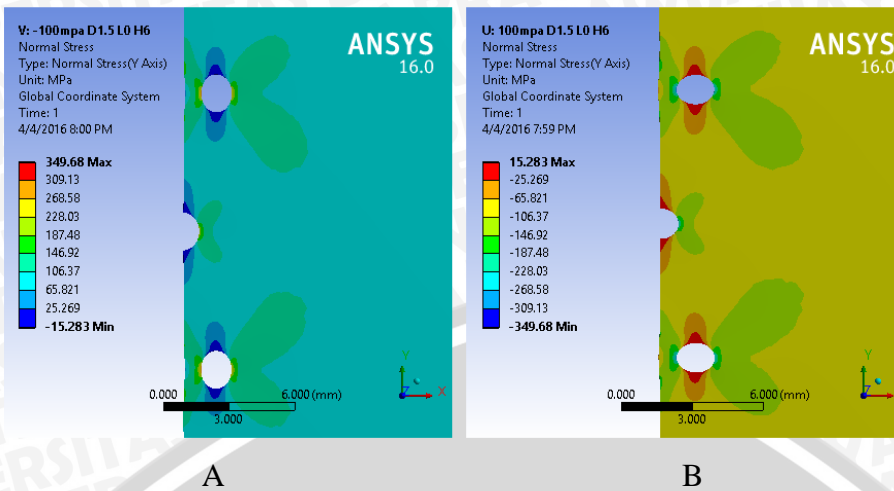 V: -100mpa D1.5 L0 H6
Normal Stress
Type: Normal Stress(Y Axis)
Unit: MPa
Global Coordinate System
Time: 1
4/4/2016 8:00 PM
349.68 Max
309.13
268.58
228.03
187.48
146.92
106.37
65.821
25.269
-15.283 Min
ANSYS
16.0
0.000
6.000 (mm)
3.000
Y
Z
X
A
U: 100mpa D1.5 L0 H6
Normal Stress
Type: Normal Stress(Y Axis)
Unit: MPa
Global Coordinate System
Time: 1
4/4/2016 7:59 PM
15.283 Max
-25.269
-65.821
-106.37
-146.92
-187.48
-228.03
-268.58
-309.13
-349.68 Min
ANSYS
16.0
0.000
6.000 (mm)
3.000
Y
Z
X
B